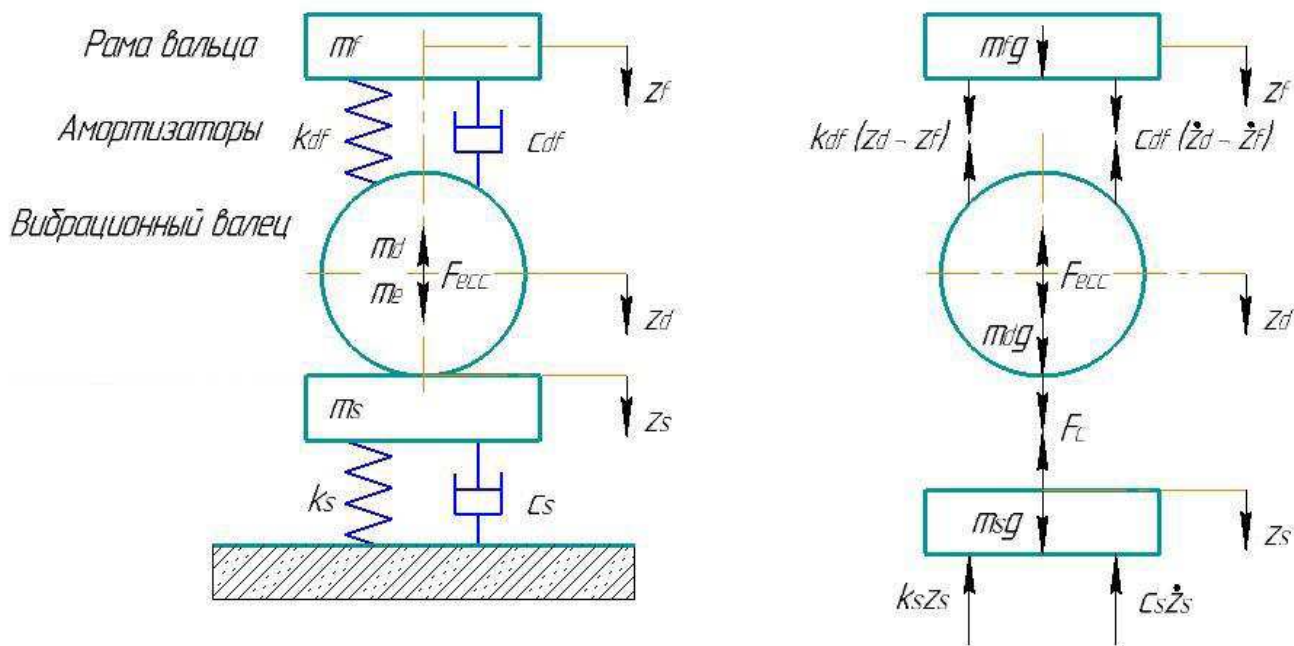 Рама вальца
mf
zf
Амортизаторы
kdf
cdf
Вибрационный валец
md
me
Fecc
zd
ms
zs
ks
cs
mfg
zf
kdf (zd - zf)
cdf (żd - żf)
Fecc
mdg
zd
FL
msg
zs
kszs
csżs